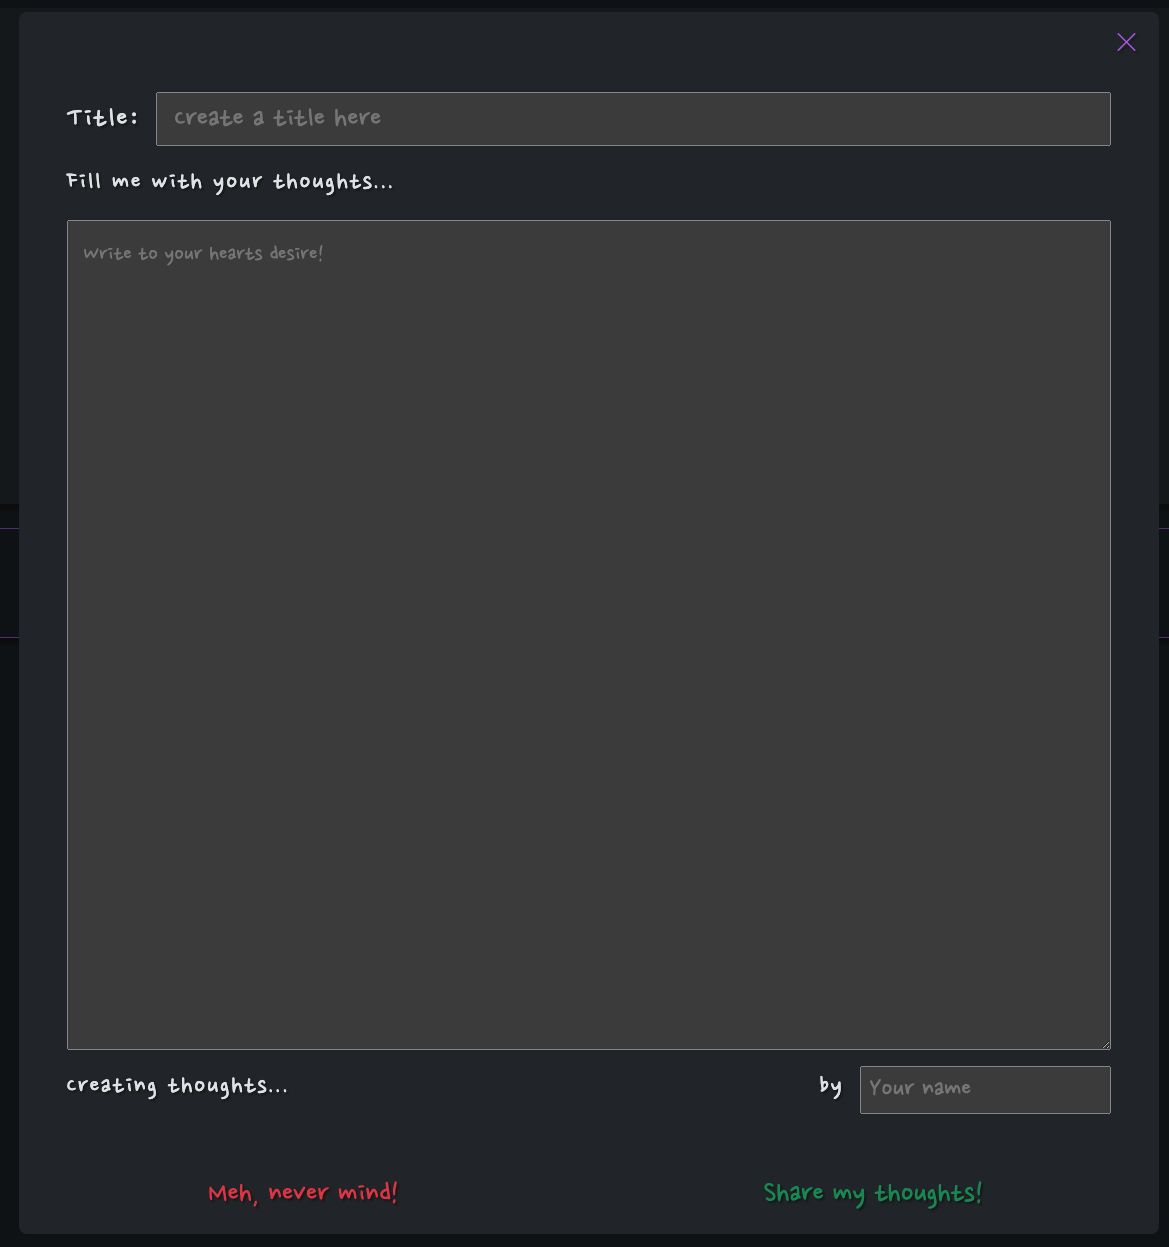 Title: create a title here
Fill me with your thoughts...
Write to your hearts desire!
creating thoughts... by Your name
Meh, never mind! Share my thoughts!